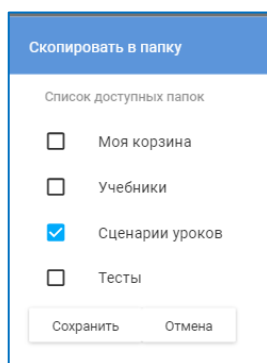 Скопировать в папку
Список доступных папок
Моя корзина
Учебники
Сценарии уроков
Тесты
Сохранить Отмена